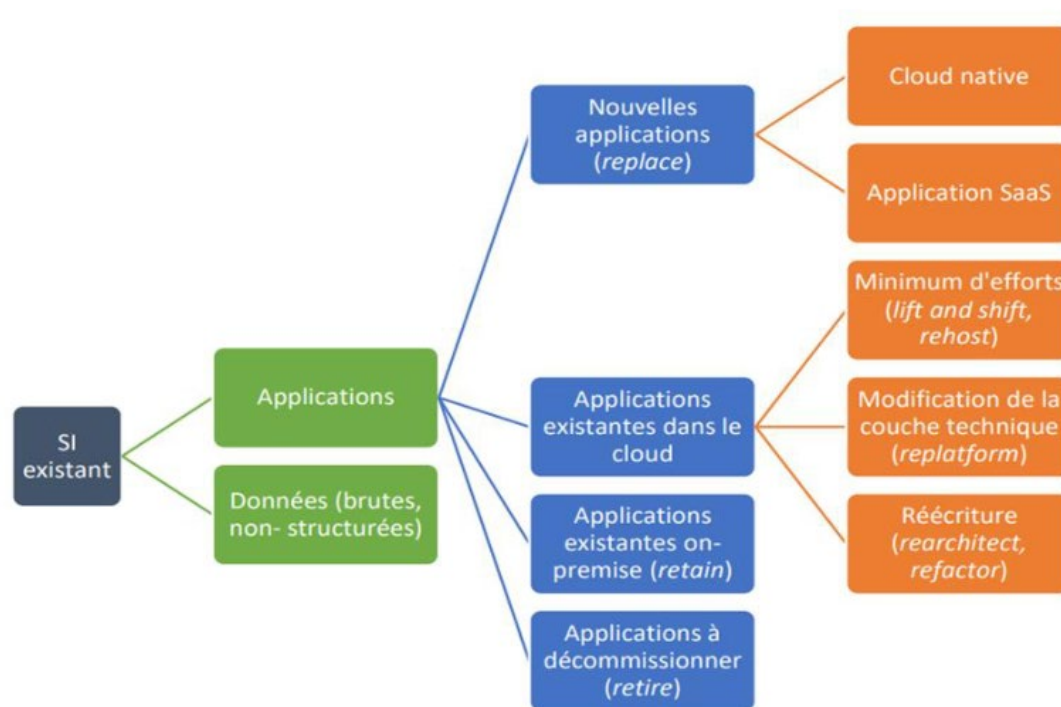 SI
existant
Applications
Données (brutes,
non- structurées)
Nouvelles
applications
(replace)
Applications
existantes dans le
cloud
Applications
existantes on-
premise (retain)
Applications à
décommissionner
(retire)
Cloud native
Application SaaS
Minimum d'efforts
(lift and shift,
rehost)
Modification de la
couche technique
(replatform)
Réécriture
(rearchitect,
refactor)